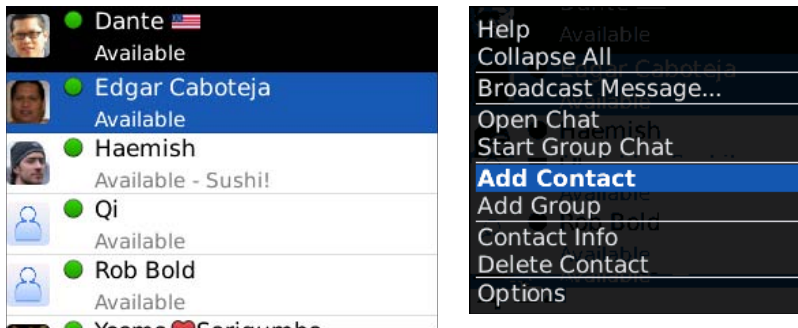 Dante
Available
Edgar Caboteja
Available
Haemish
Available - Sushi!
Qi
Available
Rob Bold
Available
Help
Collapse All
Broadcast Message...
Open Chat
Start Group Chat
Add Contact
Add Group
Contact Info
Delete Contact
Options